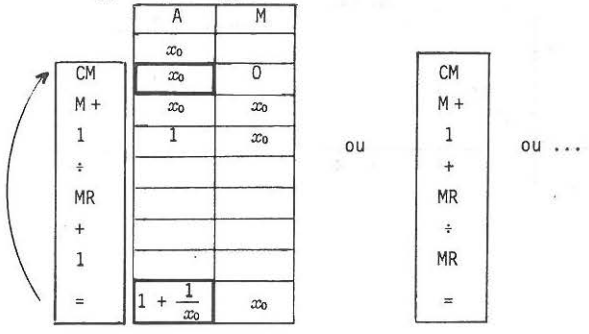 A M
x₀
CM x₀ 0 CM
M+ x₀ x₀ M+
1 1 x₀ 1
ou ou ...
÷ +
MR MR
+ ÷
1 MR
= 1 + 1/x₀ x₀ =